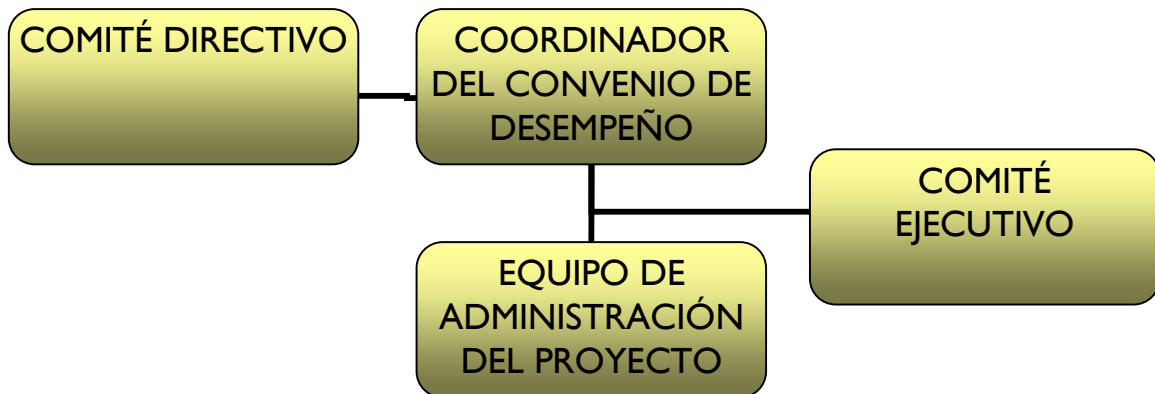 COMITÉ DIRECTIVO
COORDINADOR
DEL CONVENIO DE
DESEMPEÑO
COMITÉ
EJECUTIVO
EQUIPO DE
ADMINISTRACIÓN
DEL PROYECTO